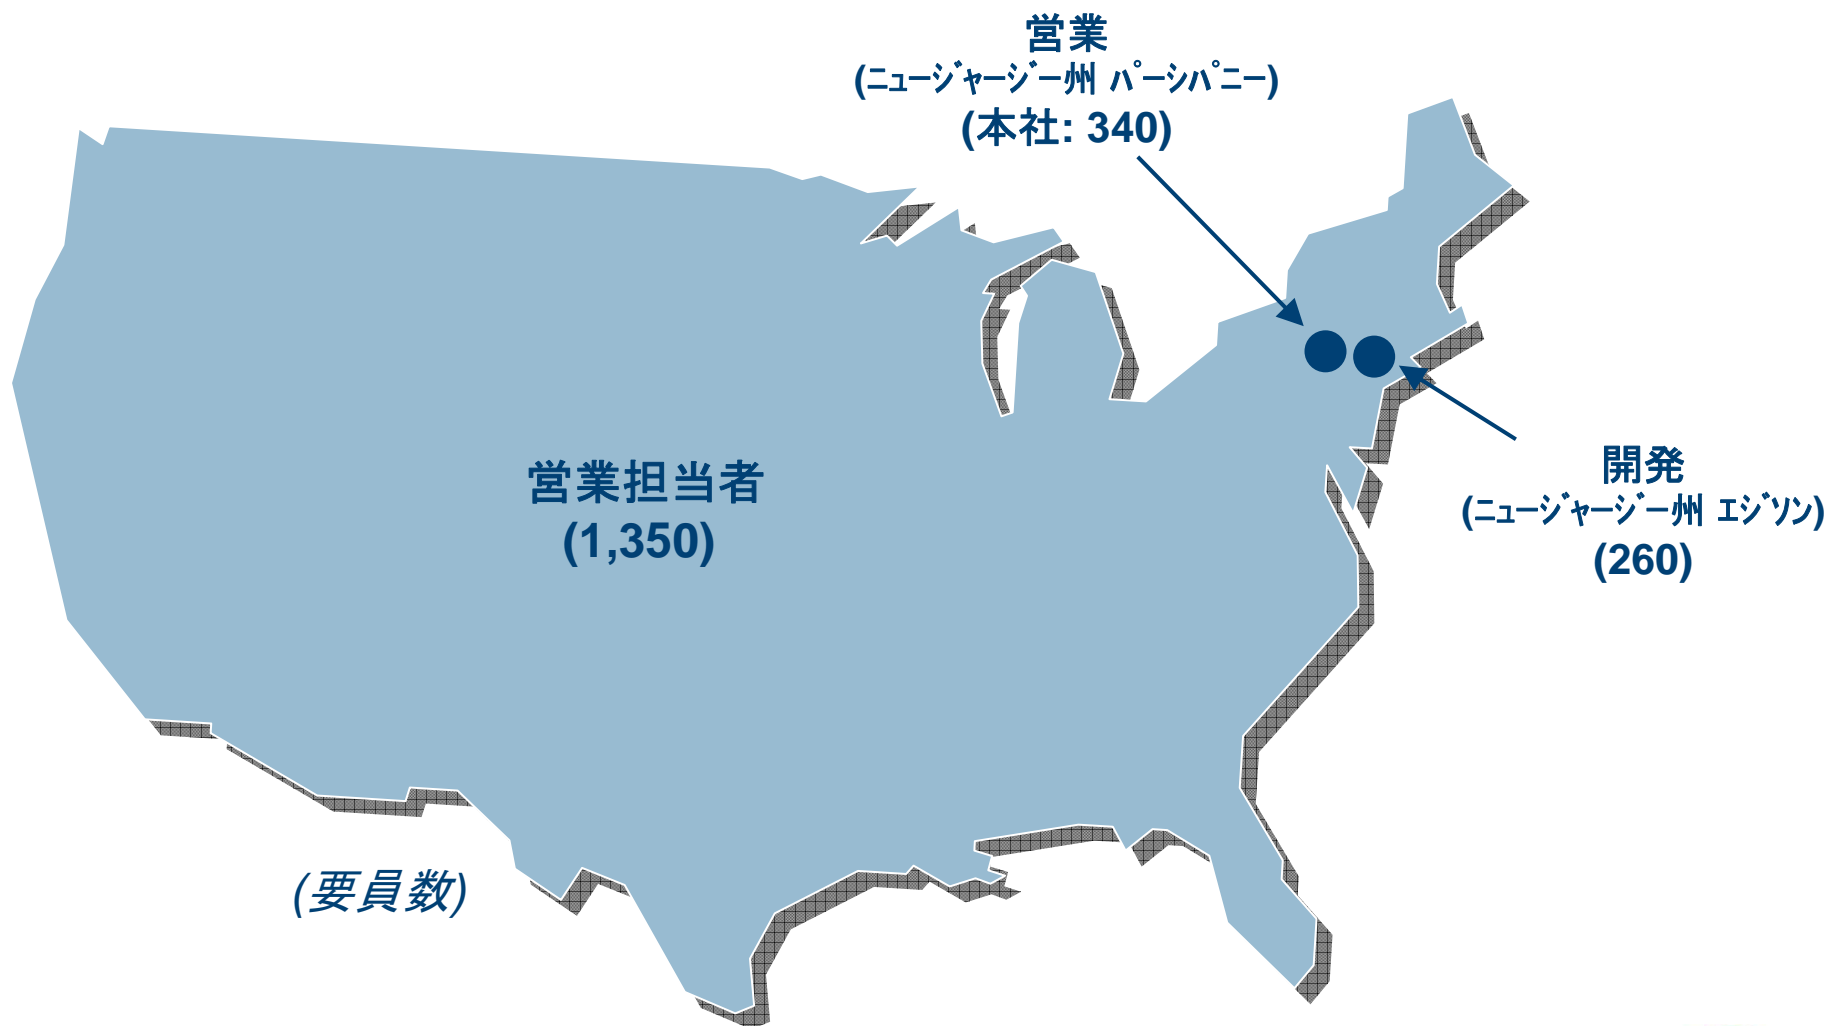 営業
(ﾆｭｰｼﾞｬｰｼﾞｰ州 ﾊﾟｰｼﾊﾟﾆｰ)
(本社: 340)
営業担当者
(1,350)
開発
(ﾆｭｰｼﾞｬｰｼﾞｰ州 ｴｼﾞｿﾝ)
(260)
(要員数)